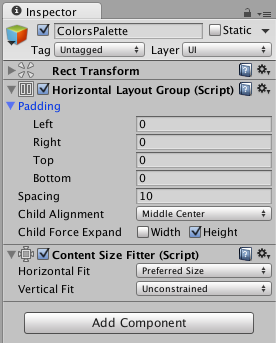 Inspector
ColorsPalette Static
Tag Untagged Layer UI
Rect Transform
Horizontal Layout Group (Script)
Padding
Left 0
Right 0
Top 0
Bottom 0
Spacing 10
Child Alignment Middle Center
Child Force Expand Width Height
Content Size Fitter (Script)
Horizontal Fit Preferred Size
Vertical Fit Unconstrained
Add Component